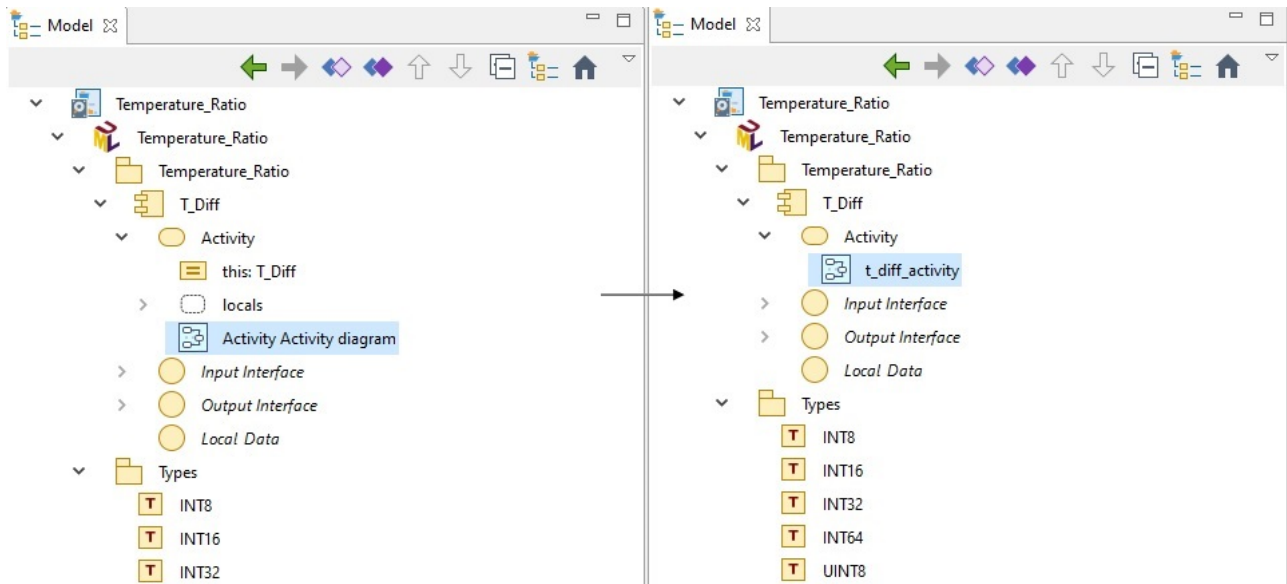 Model
Temperature_Ratio
Temperature_Ratio
Temperature_Ratio
T_Diff
Activity
this: T_Diff
locals
Activity Activity diagram
Input Interface
Output Interface
Local Data
Types
T INT8
T INT16
T INT32
Model
Temperature_Ratio
Temperature_Ratio
Temperature_Ratio
T_Diff
Activity
t_diff_activity
Input Interface
Output Interface
Local Data
Types
T INT8
T INT16
T INT32
T INT64
T UINT8